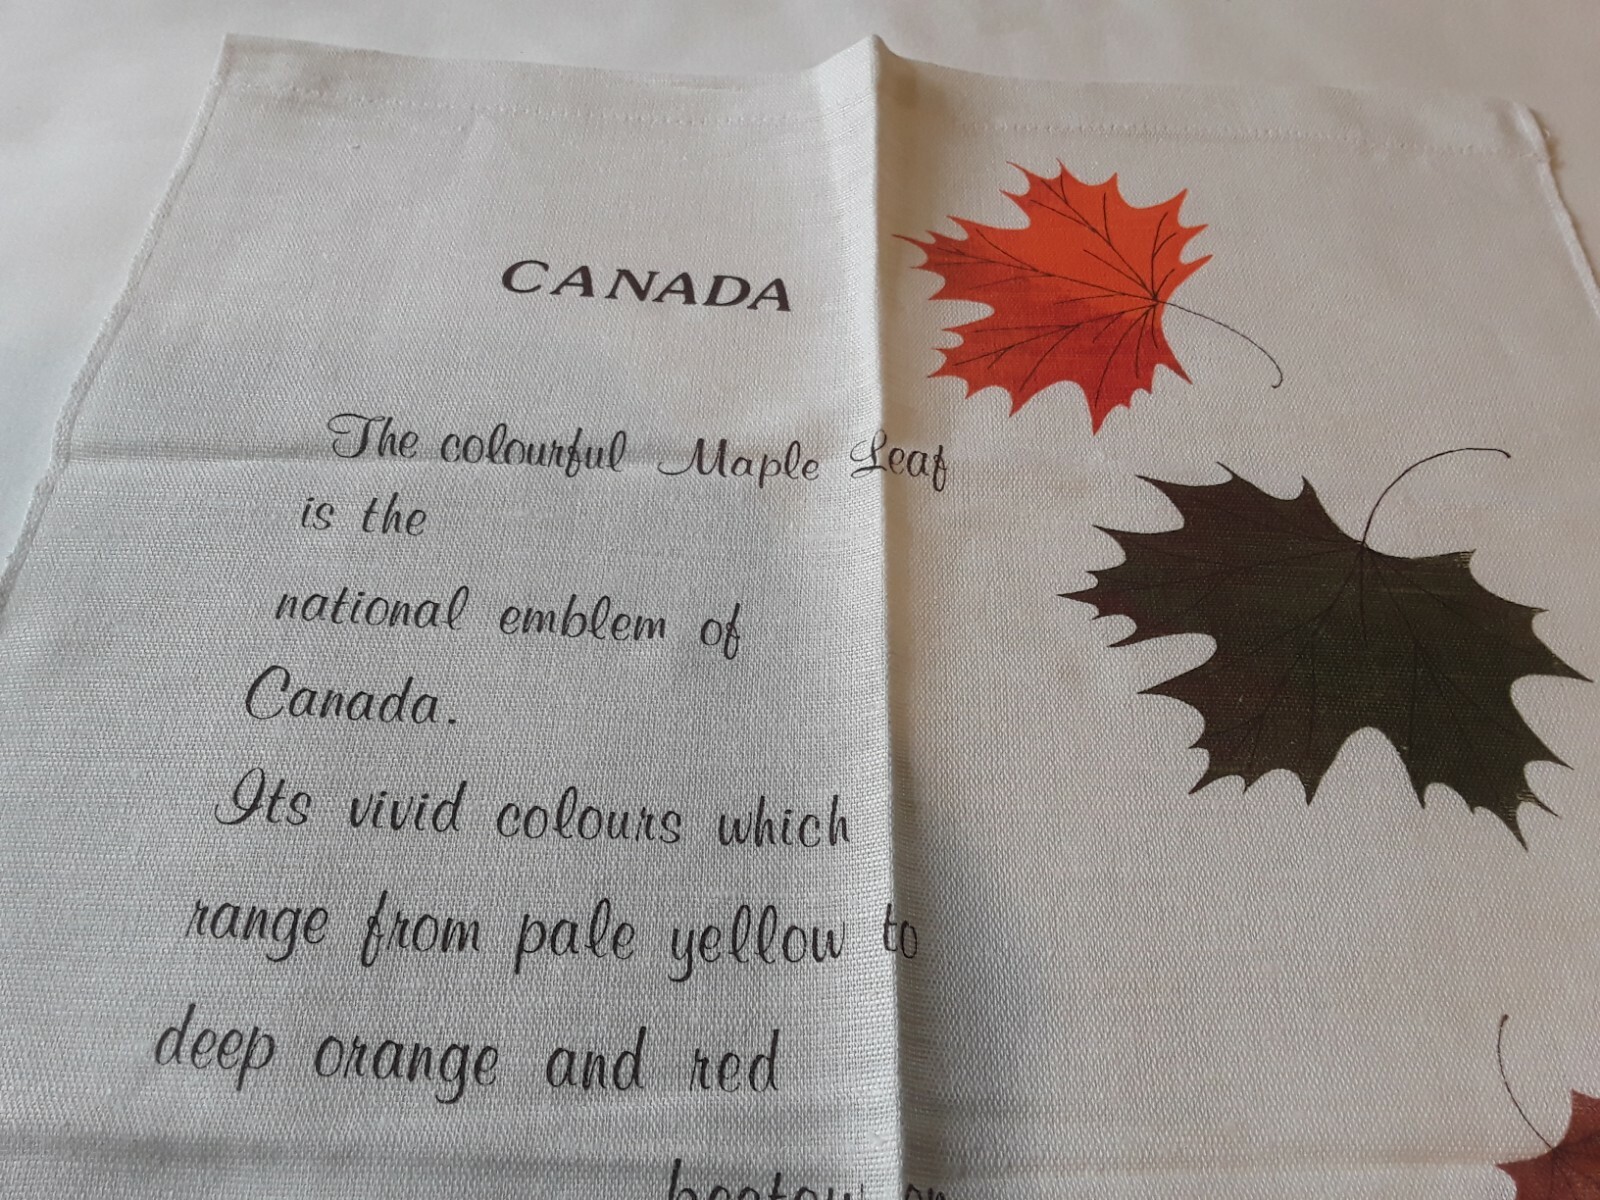 CANADA
The colourful Maple Leaf
is the
national emblem of
Canada.
Its vivid colours which
range from pale yellow to
deep orange and red